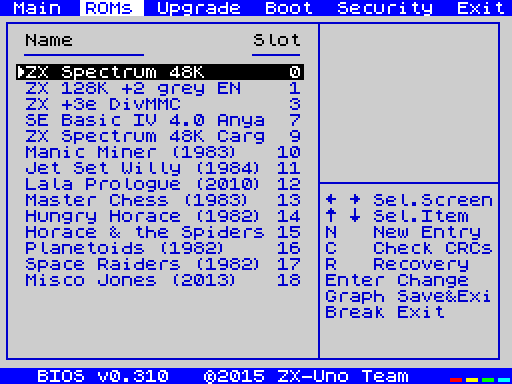 Main ROMs Upgrade Boot Security Exit
Name Slot
ZX Spectrum 48K 0
ZX 128K +2 grey EN 1
ZX +3e DivMMC 3
SE Basic IV 4.0 Anya 7
ZX Spectrum 48K Carg 9
Manic Miner (1983) 10
Jet Set Willy (1984) 11
Lala Prologue (2010) 12
Master Chess (1983) 13
Hungry Horace (1982) 14
Horace & the Spiders 15
Planetoids (1982) 16
Space Raiders (1982) 17
Misco Jones (2013) 18
← → Sel.Screen
↑ ↓ Sel.Item
N New Entry
C Check CRCs
R Recovery
Enter Change
Graph Save&Exi
Break Exit
BIOS v0.310 ©2015 ZX-Uno Team